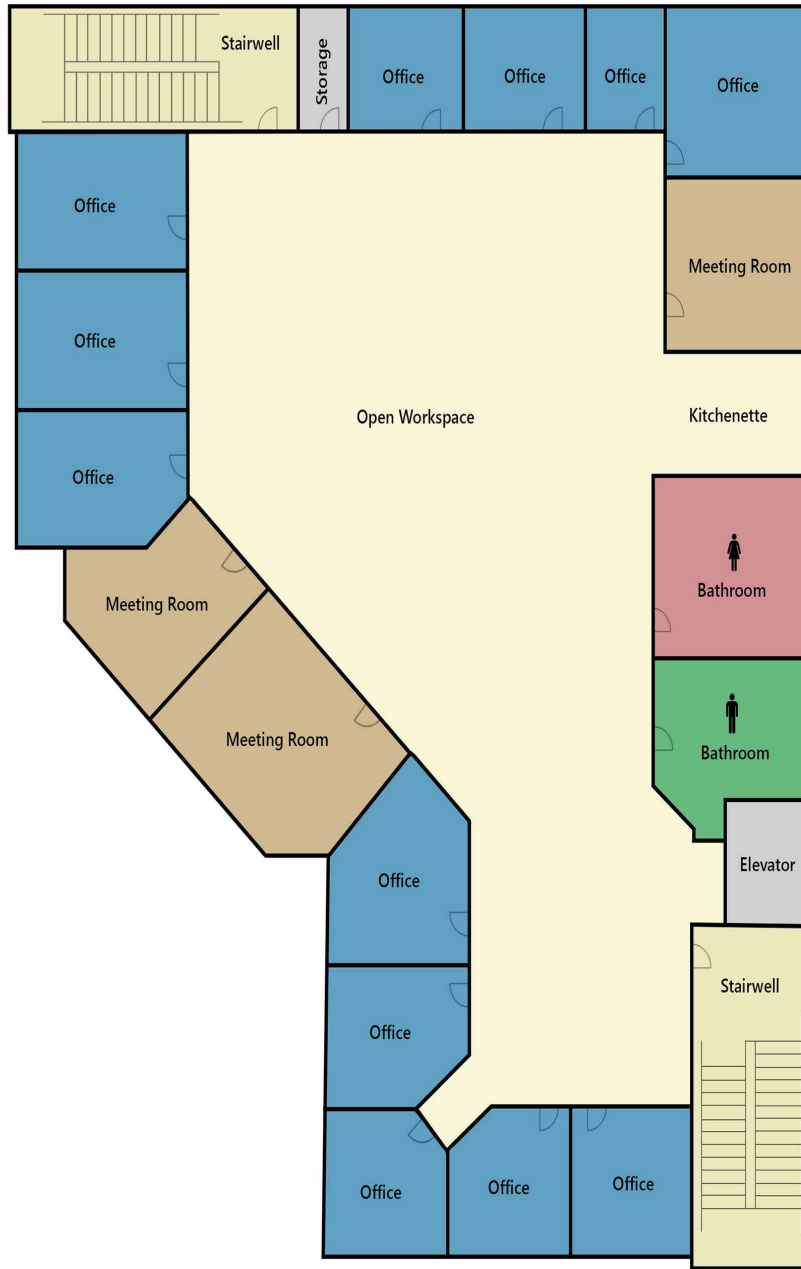 Stairwell
Storage
Office
Office
Office
Office
Office
Meeting Room
Office
Open Workspace
Kitchenette
Office
Bathroom
Meeting Room
Meeting Room
Bathroom
Elevator
Office
Stairwell
Office
Office
Office
Office